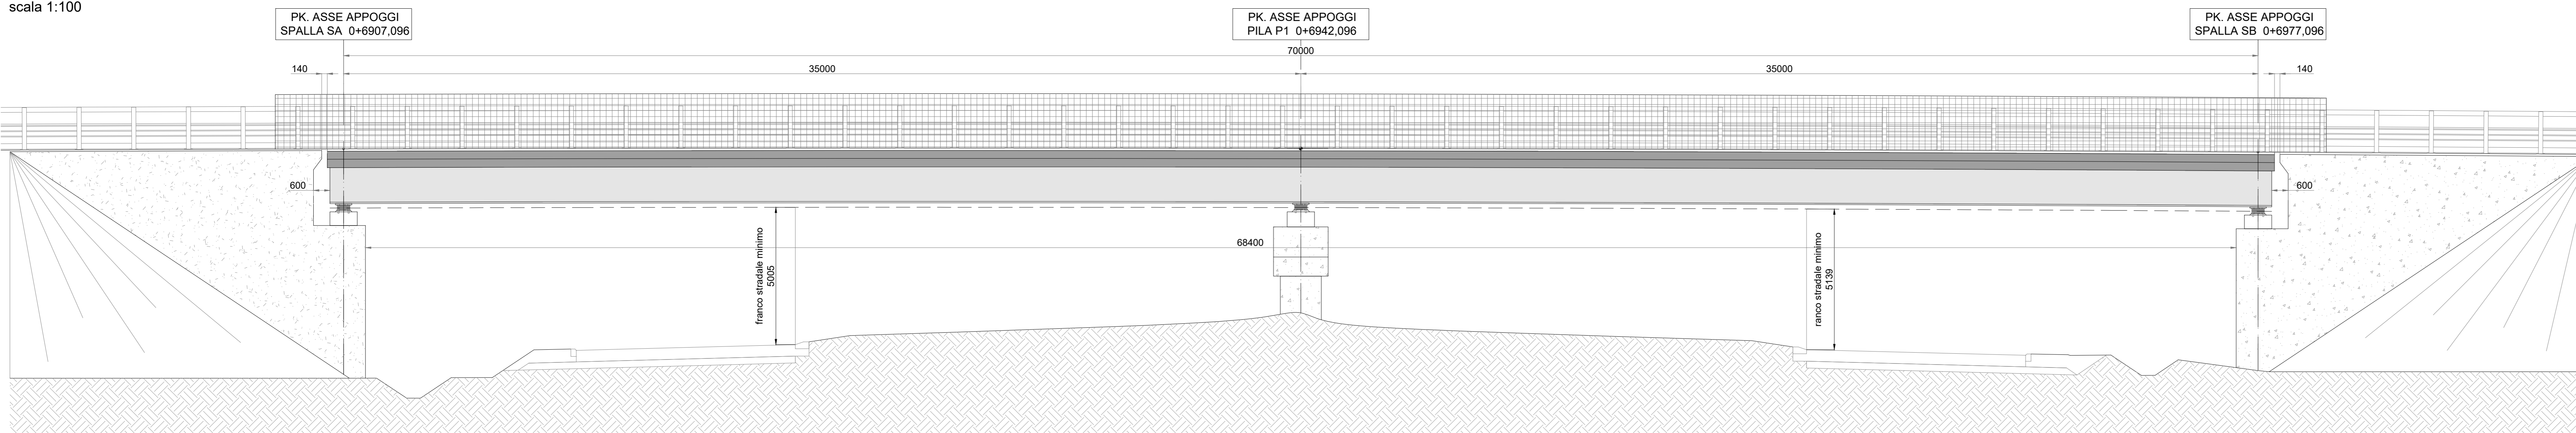 scala 1:100
PK. ASSE APPOGGI
SPALLA SA 0+6907,096
PK. ASSE APPOGGI
PILA P1 0+6942,096
PK. ASSE APPOGGI
SPALLA SB 0+6977,096
70000
140
35000
35000
140
600
600
68400
franco stradale minimo
5005
ranco stradale minimo
5139